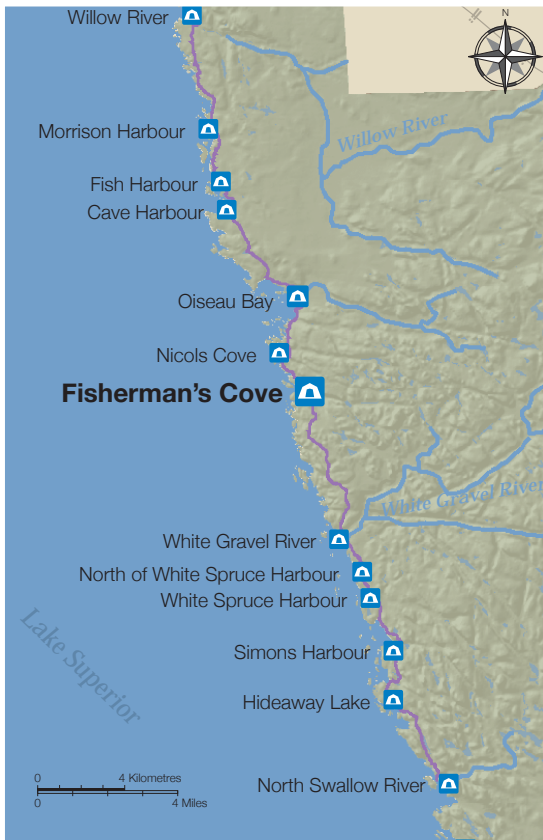 Willow River
N
Morrison Harbour
Willow River
Fish Harbour
Cave Harbour
Oiseau Bay
Nicols Cove
Fisherman's Cove
White Gravel River
White Gravel River
North of White Spruce Harbour
White Spruce Harbour
Lake Superior
Simons Harbour
Hideaway Lake
North Swallow River
0 4 Kilometres
0 4 Miles